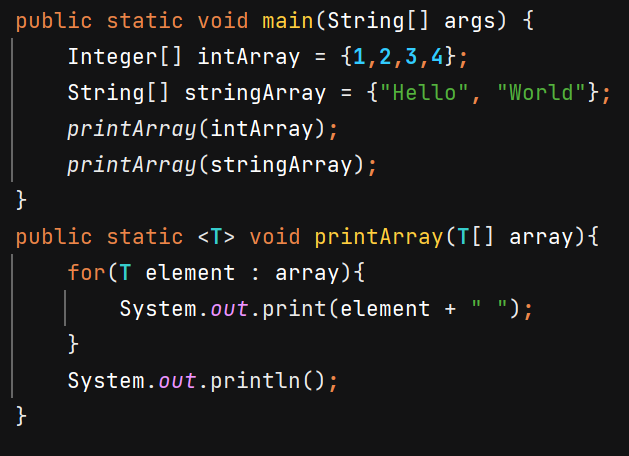 public static void main(String[] args) {
    Integer[] intArray = {1,2,3,4};
    String[] stringArray = {"Hello", "World"};
    printArray(intArray);
    printArray(stringArray);
}
public static <T> void printArray(T[] array){
    for(T element : array){
        System.out.print(element + " ");
    }
    System.out.println();
}